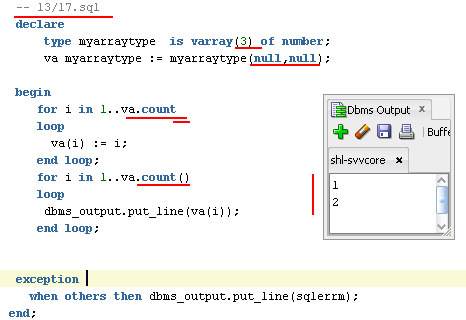 -- 13/17.sql
declare
type myarraytype is varray(3) of number;
va myarraytype := myarraytype(null,null);
begin
for i in 1..va.count
loop
va(i) := i;
end loop;
for i in 1..va.count()
loop
dbms_output.put_line(va(i));
end loop;
exception
when others then dbms_output.put_line(sqlerrm);
end;
Dbms Output x
Buffe
shl-svvcore x
1
2